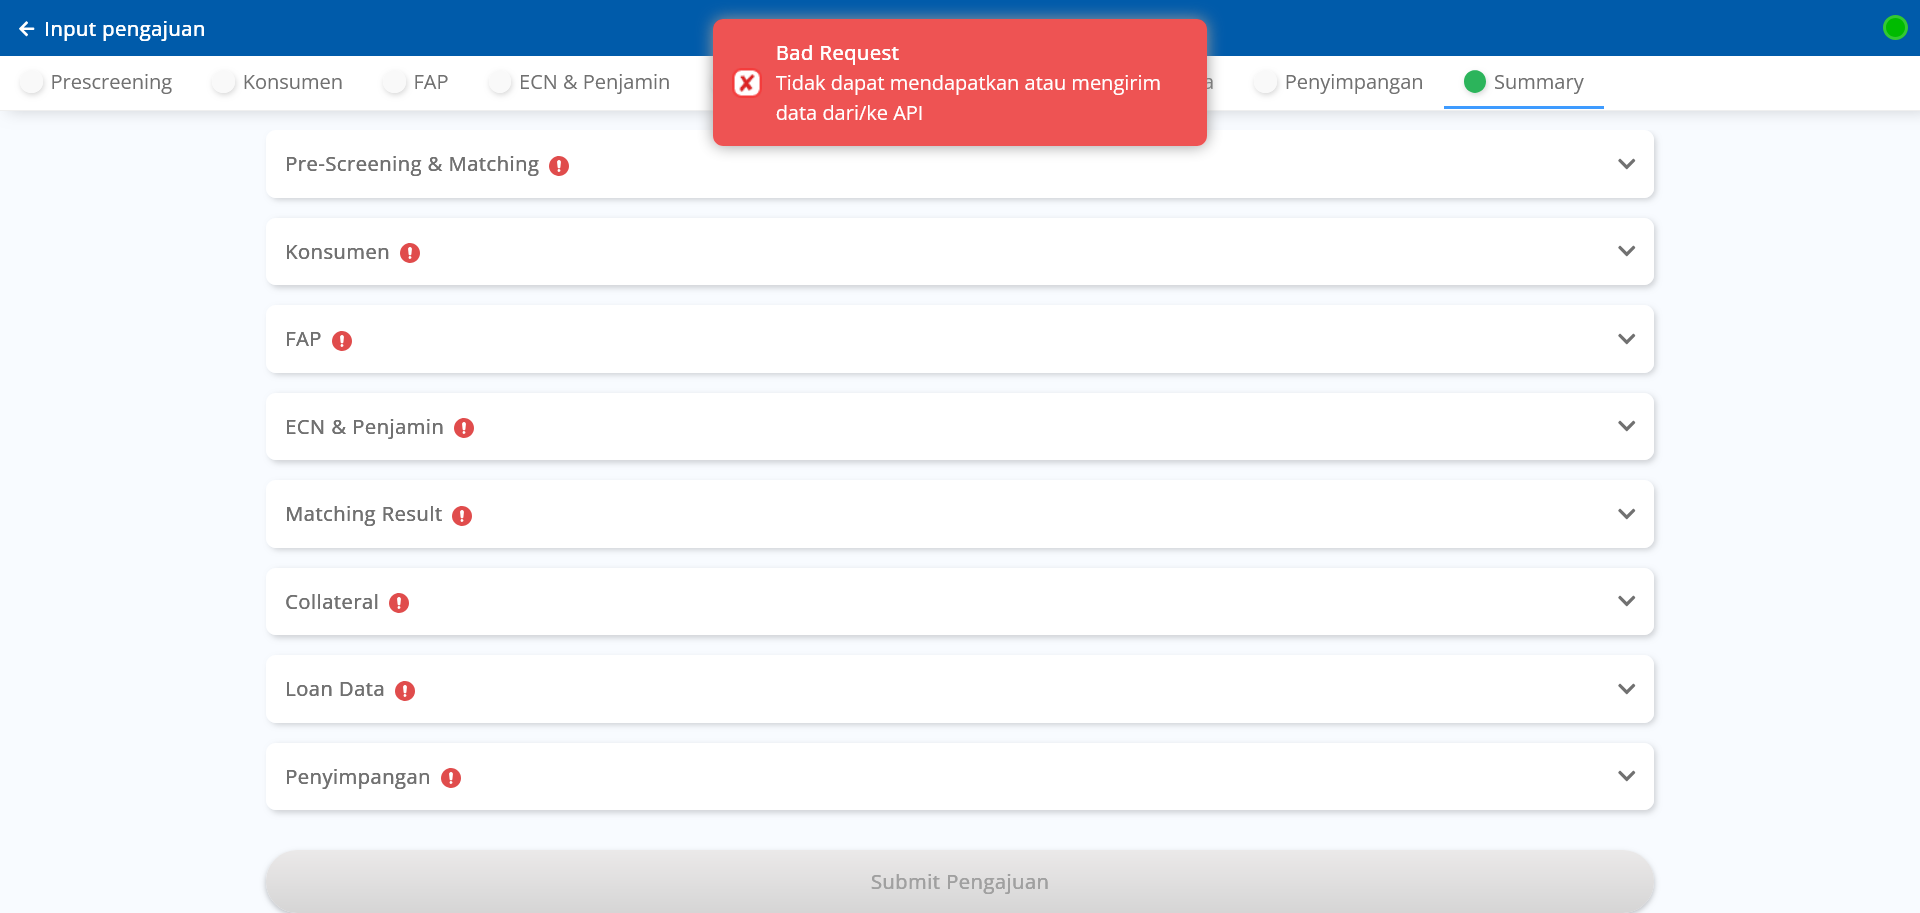 Input pengajuan
Bad Request
Tidak dapat mendapatkan atau mengirim
data dari/ke API
Prescreening
Konsumen
FAP
ECN & Penjamin
Penyimpangan
Summary
Pre-Screening & Matching
Konsumen
FAP
ECN & Penjamin
Matching Result
Collateral
Loan Data
Penyimpangan
Submit Pengajuan